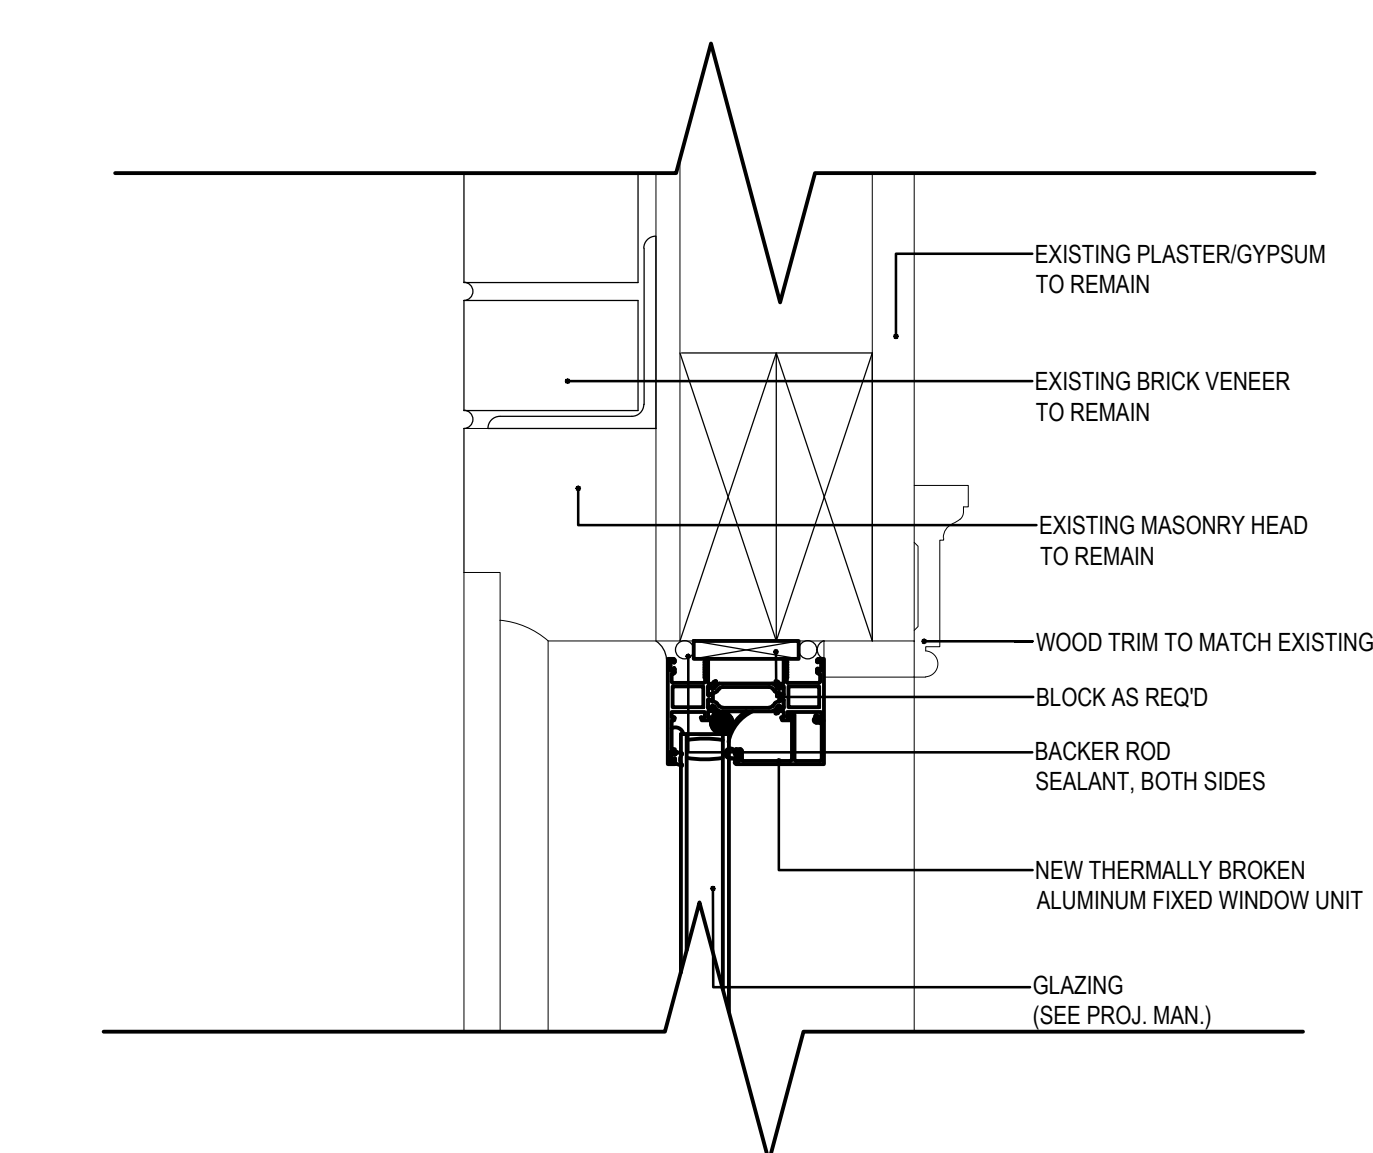 EXISTING PLASTER/GYPSUM
TO REMAIN
EXISTING BRICK VENEER
TO REMAIN
EXISTING MASONRY HEAD
TO REMAIN
WOOD TRIM TO MATCH EXISTING
BLOCK AS REQ'D
BACKER ROD
SEALANT, BOTH SIDES
NEW THERMALLY BROKEN
ALUMINUM FIXED WINDOW UNIT
GLAZING
(SEE PROJ. MAN.)